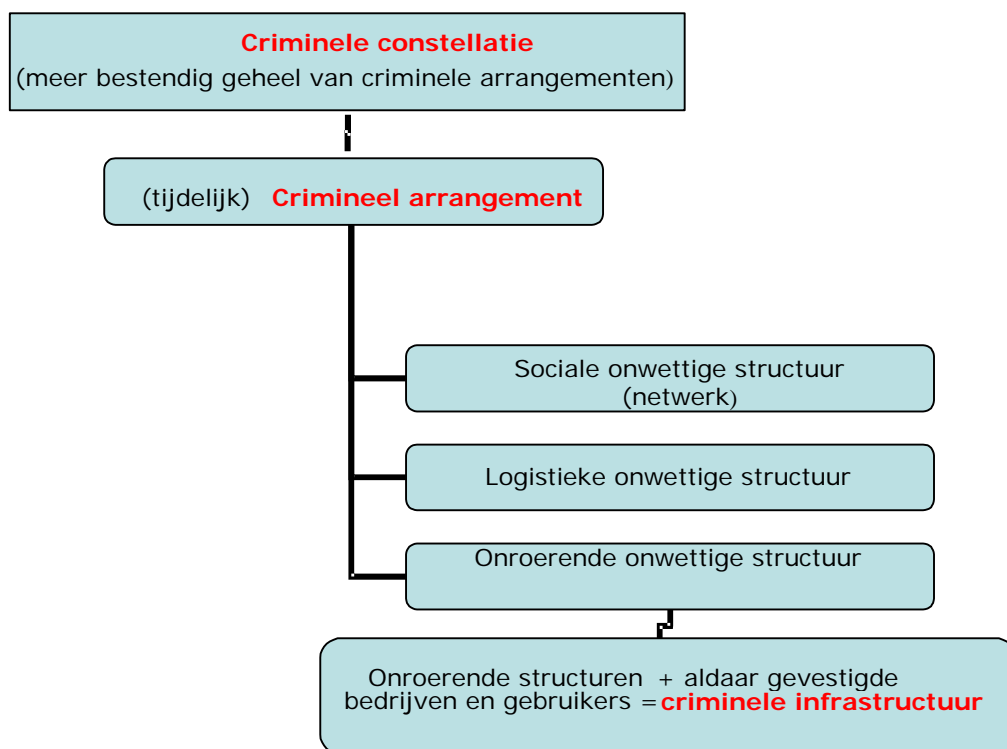 Criminele constellatie
(meer bestendig geheel van criminele arrangementen)
(tijdelijk) Crimineel arrangement
Sociale onwettige structuur
(netwerk)
Logistieke onwettige structuur
Onroerende onwettige structuur
Onroerende structuren + aldaar gevestigde
bedrijven en gebruikers = criminele infrastructuur